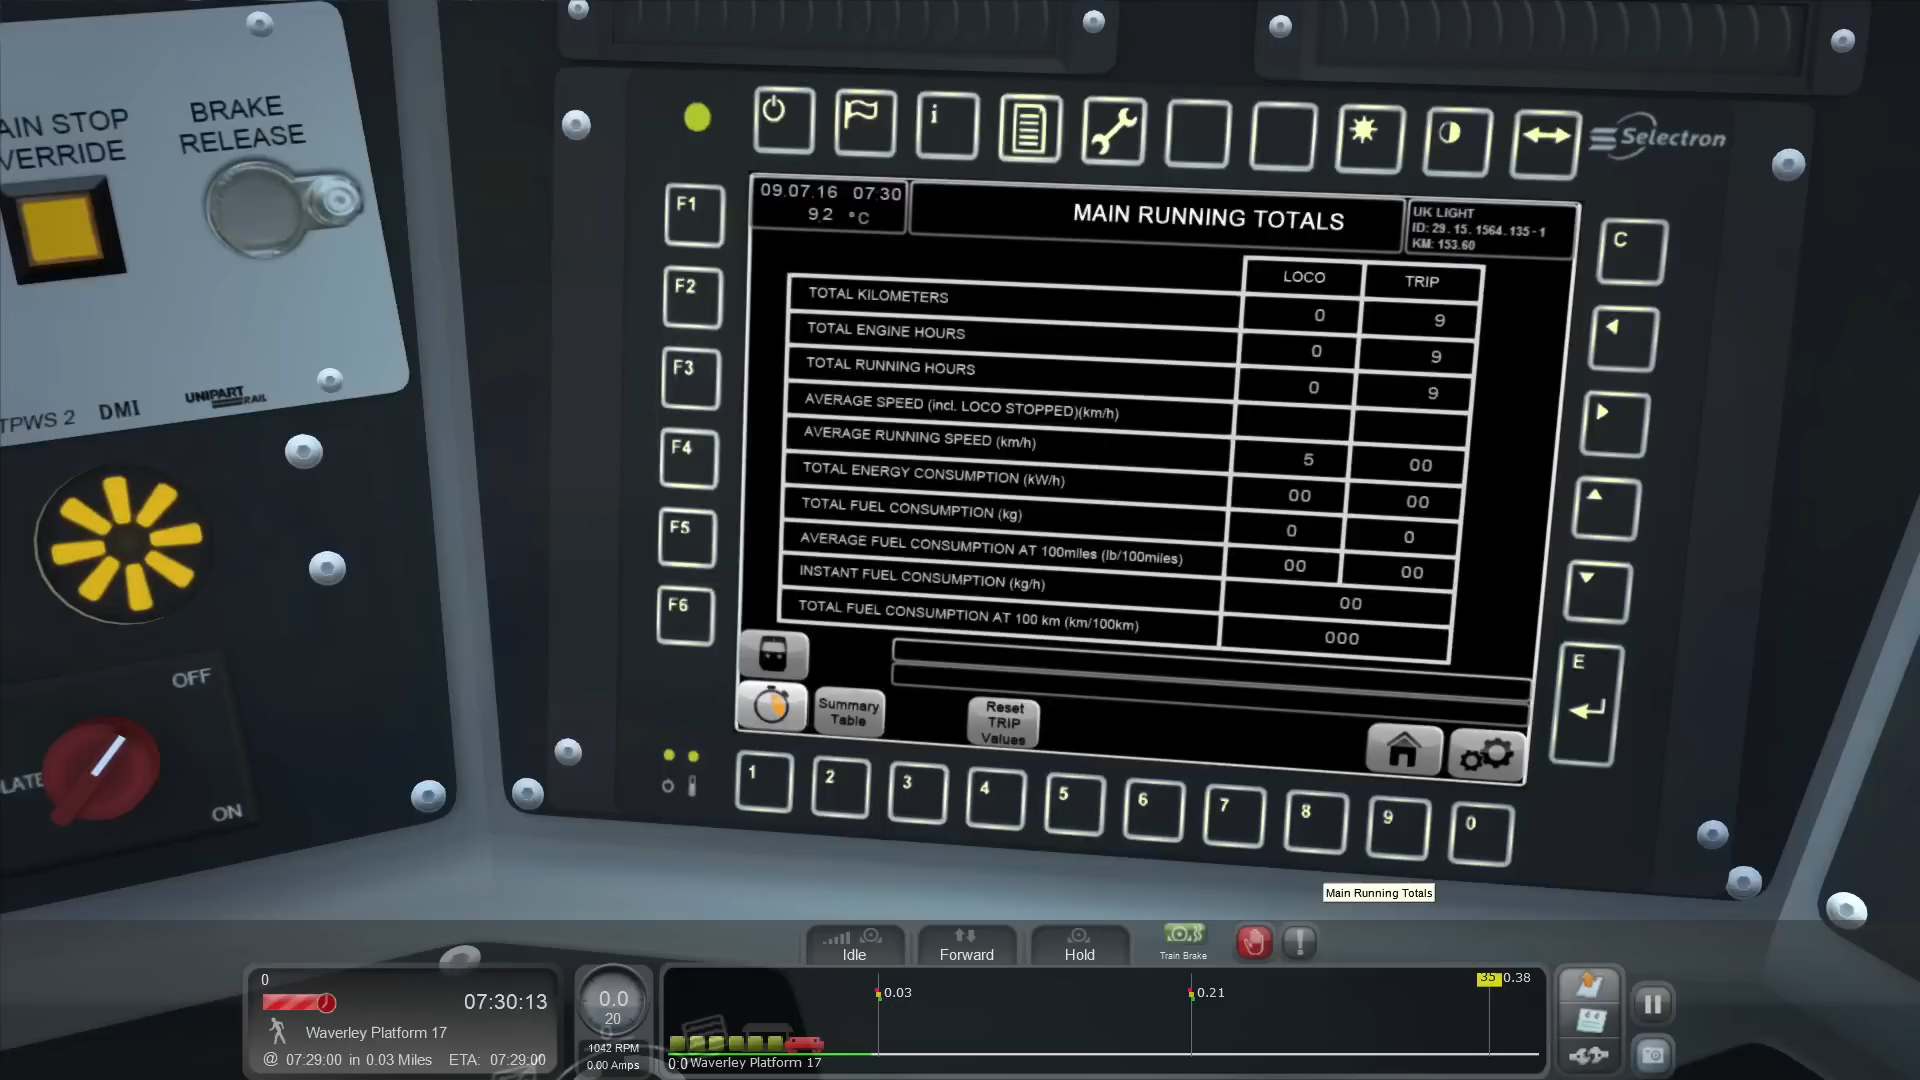 AIN STOP
VERRIDE
BRAKE
RELEASE
TPWS 2
DMI
UNIPART
RAIL
OFF
LATE
ON
i
Selectron
F1
F2
F3
F4
F5
F6
C
E
09.07.16 07:30
92 °C
MAIN RUNNING TOTALS
UK LIGHT
ID: 29. 15. 1564. 135-1
KM: 153.60
LOCO TRIP
TOTAL KILOMETERS 0 9
TOTAL ENGINE HOURS 0 9
TOTAL RUNNING HOURS 0 9
AVERAGE SPEED (incl. LOCO STOPPED)(km/h)
AVERAGE RUNNING SPEED (km/h) 5 00
TOTAL ENERGY CONSUMPTION (kW/h) 00 00
TOTAL FUEL CONSUMPTION (kg) 0 0
AVERAGE FUEL CONSUMPTION AT 100miles (lb/100miles) 00 00
INSTANT FUEL CONSUMPTION (kg/h) 00
TOTAL FUEL CONSUMPTION AT 100 km (km/100km) 000
Summary
Table
Reset
TRIP
Values
1 2 3 4 5 6 7 8 9 0
Main Running Totals
Idle
Forward
Hold
Train Brake
0
07:30:13
Waverley Platform 17
@ 07:29:00 in 0.03 Miles ETA: 07:29:00
0.0
20
0
1042 RPM
0.00 Amps
0.03
0.21
35 0.38
0.0 Waverley Platform 17